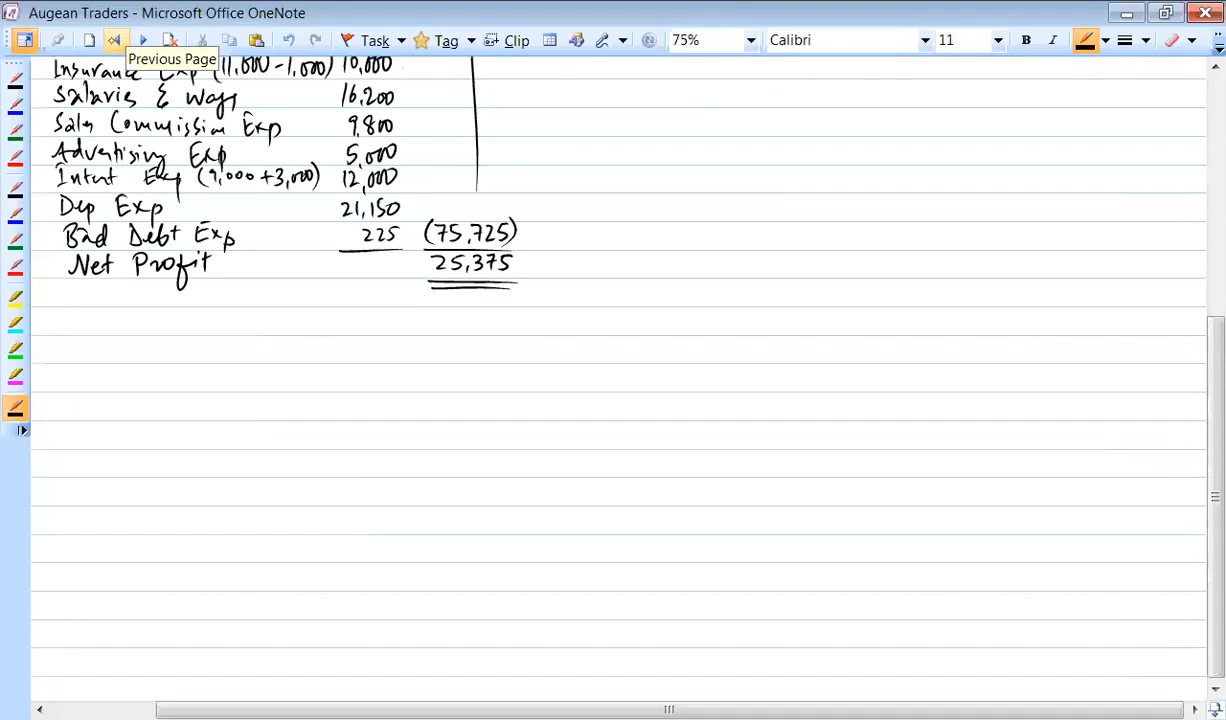 Augean Traders - Microsoft Office OneNote
Task Tag Clip 75% Calibri 11 B I U
Previous Page
Insurance Exp (11,000 - 1,000) 10,000
Salaries & Wages 16,200
Sales Commission Exp 9,800
Advertising Exp 5,000
Interest Exp (9,000 + 3,000) 12,000
Dep Exp 21,150
Bad Debt Exp 225 (75,725)
Net Profit 25,375